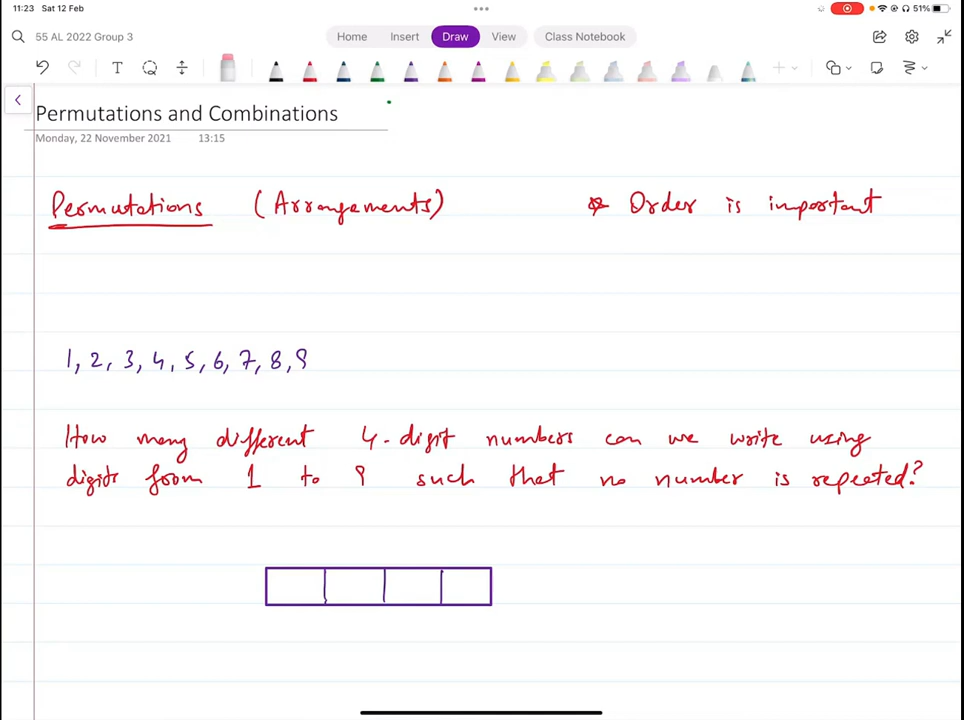 11:23 Sat 12 Feb
51%
55 AL 2022 Group 3
Home Insert Draw View Class Notebook
T
Permutations and Combinations
Monday, 22 November 2021 13:15
Permutations (Arrangements) * Order is important
1, 2, 3, 4, 5, 6, 7, 8, 9
How many different 4-digit numbers can we write using
digits from 1 to 9 such that no number is repeated?